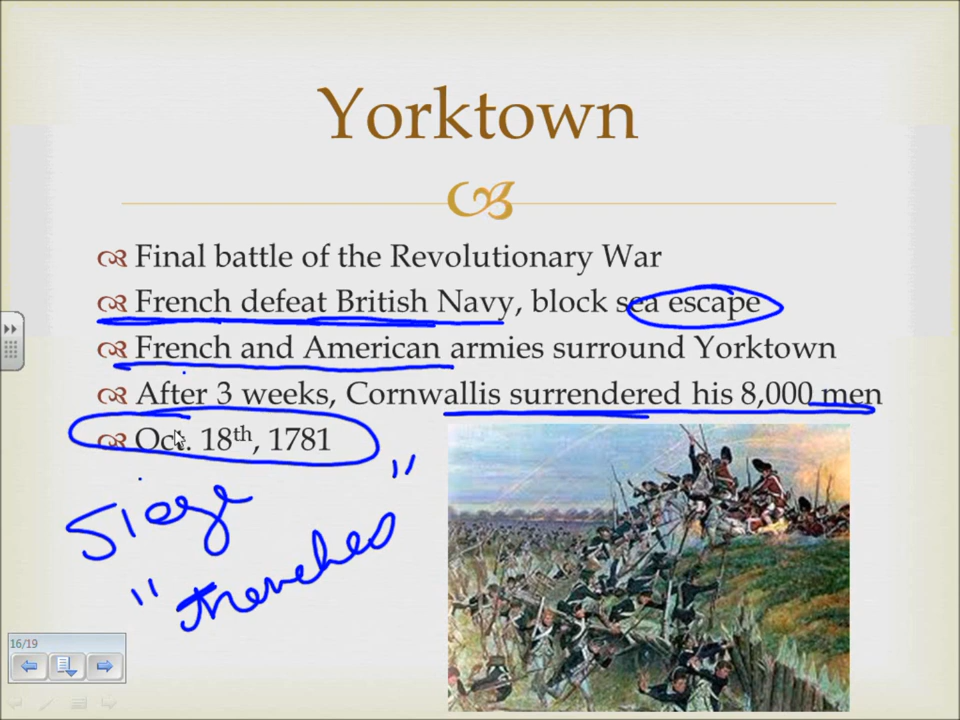 Yorktown
Final battle of the Revolutionary War
French defeat British Navy, block sea escape
French and American armies surround Yorktown
After 3 weeks, Cornwallis surrendered his 8,000 men
Oct. 18th, 1781
Siege
"trenches"
16/19